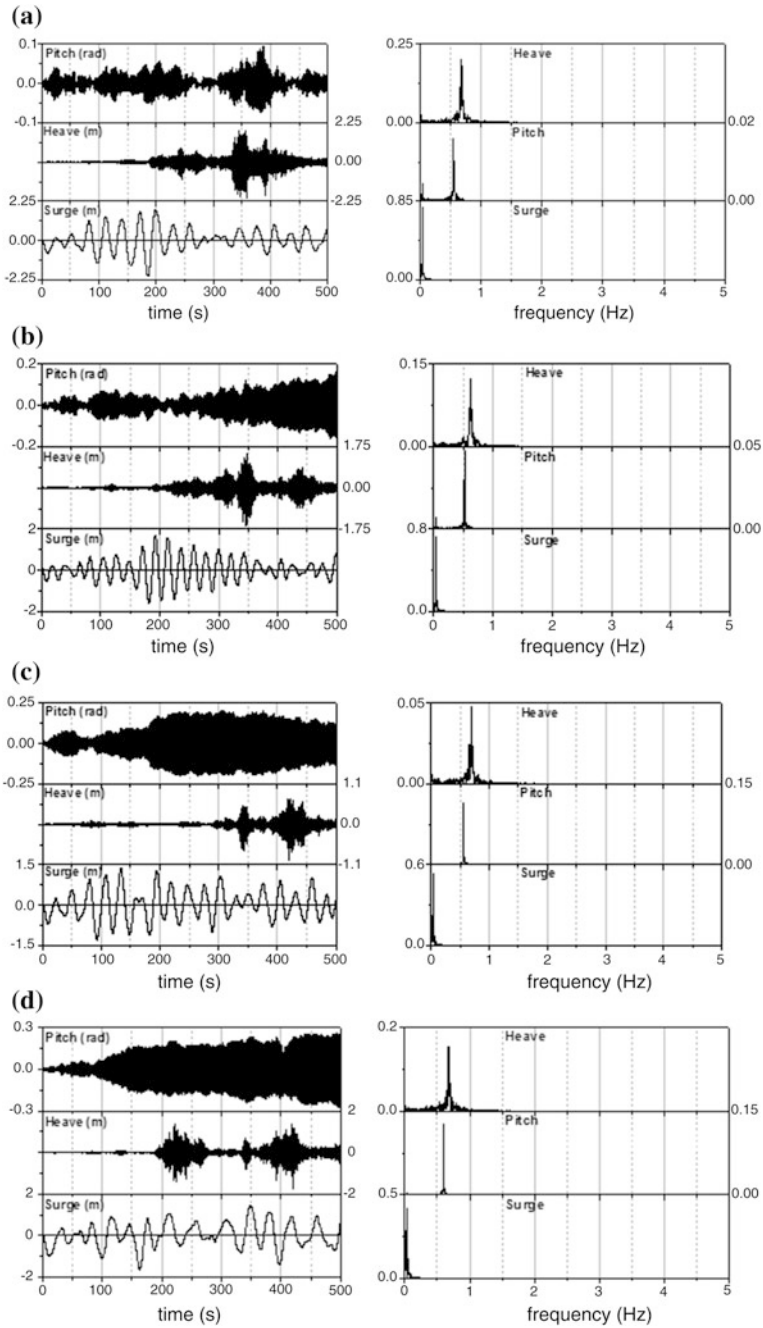 (a)
Pitch (rad)
0.1
0.0
-0.1
Heave (m)
2.25
0.00
-2.25
Surge (m)
2.25
0.00
-2.25
0 100 200 300 400 500
time (s)
Heave
0.25
0.00
Pitch
0.02
0.00
Surge
0.85
0.00
0 1 2 3 4 5
frequency (Hz)
(b)
Pitch (rad)
0.2
0.0
-0.2
Heave (m)
1.75
0.00
-1.75
Surge (m)
2
0
-2
0 100 200 300 400 500
time (s)
Heave
0.15
0.00
Pitch
0.05
0.00
Surge
0.8
0.0
0 1 2 3 4 5
frequency (Hz)
(c)
Pitch (rad)
0.25
0.00
-0.25
Heave (m)
1.1
0.0
-1.1
Surge (m)
1.5
0.0
-1.5
0 100 200 300 400 500
time (s)
Heave
0.05
0.00
Pitch
0.15
0.00
Surge
0.6
0.0
0 1 2 3 4 5
frequency (Hz)
(d)
Pitch (rad)
0.3
0.0
-0.3
Heave (m)
2
0
-2
Surge (m)
2
0
-2
0 100 200 300 400 500
time (s)
Heave
0.2
0.0
Pitch
0.15
0.00
Surge
0.5
0.0
0 1 2 3 4 5
frequency (Hz)